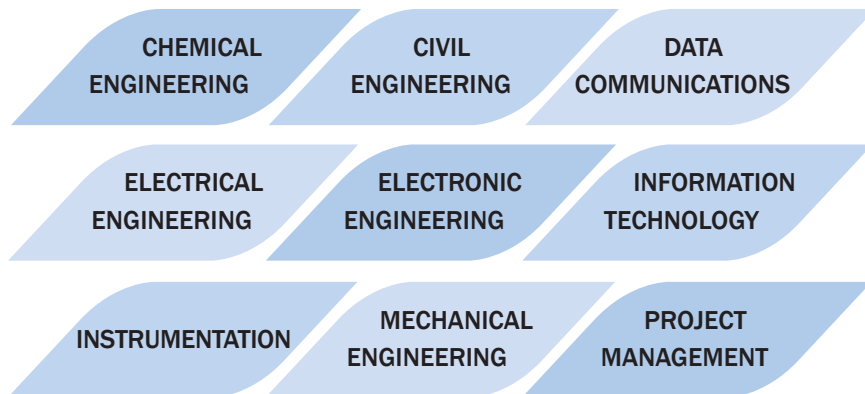 CHEMICAL
ENGINEERING
CIVIL
ENGINEERING
DATA
COMMUNICATIONS
ELECTRICAL
ENGINEERING
ELECTRONIC
ENGINEERING
INFORMATION
TECHNOLOGY
INSTRUMENTATION
MECHANICAL
ENGINEERING
PROJECT
MANAGEMENT